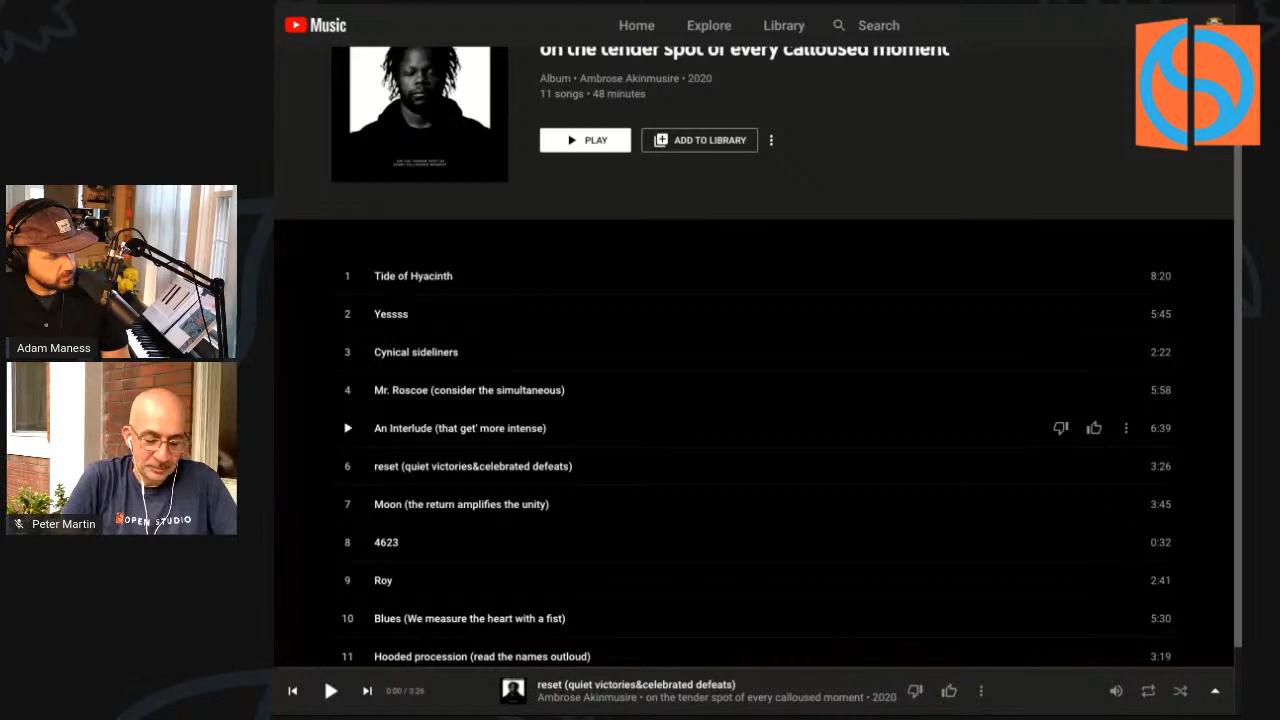 Music
Home
Explore
Library
Search
on the tender spot of every calloused moment
Album • Ambrose Akinmusire • 2020
11 songs • 48 minutes
PLAY
ADD TO LIBRARY
1 Tide of Hyacinth 8:20
2 Yessss 5:45
3 Cynical sideliners 2:22
4 Mr. Roscoe (consider the simultaneous) 5:58
An Interlude (that get' more intense) 6:39
6 reset (quiet victories&celebrated defeats) 3:26
7 Moon (the return amplifies the unity) 3:45
8 4623 0:32
9 Roy 2:41
10 Blues (We measure the heart with a fist) 5:30
11 Hooded procession (read the names outloud) 3:19
Adam Maness
OPEN STUDIO
Peter Martin
0:00 / 3:26
reset (quiet victories&celebrated defeats)
Ambrose Akinmusire • on the tender spot of every calloused moment • 2020